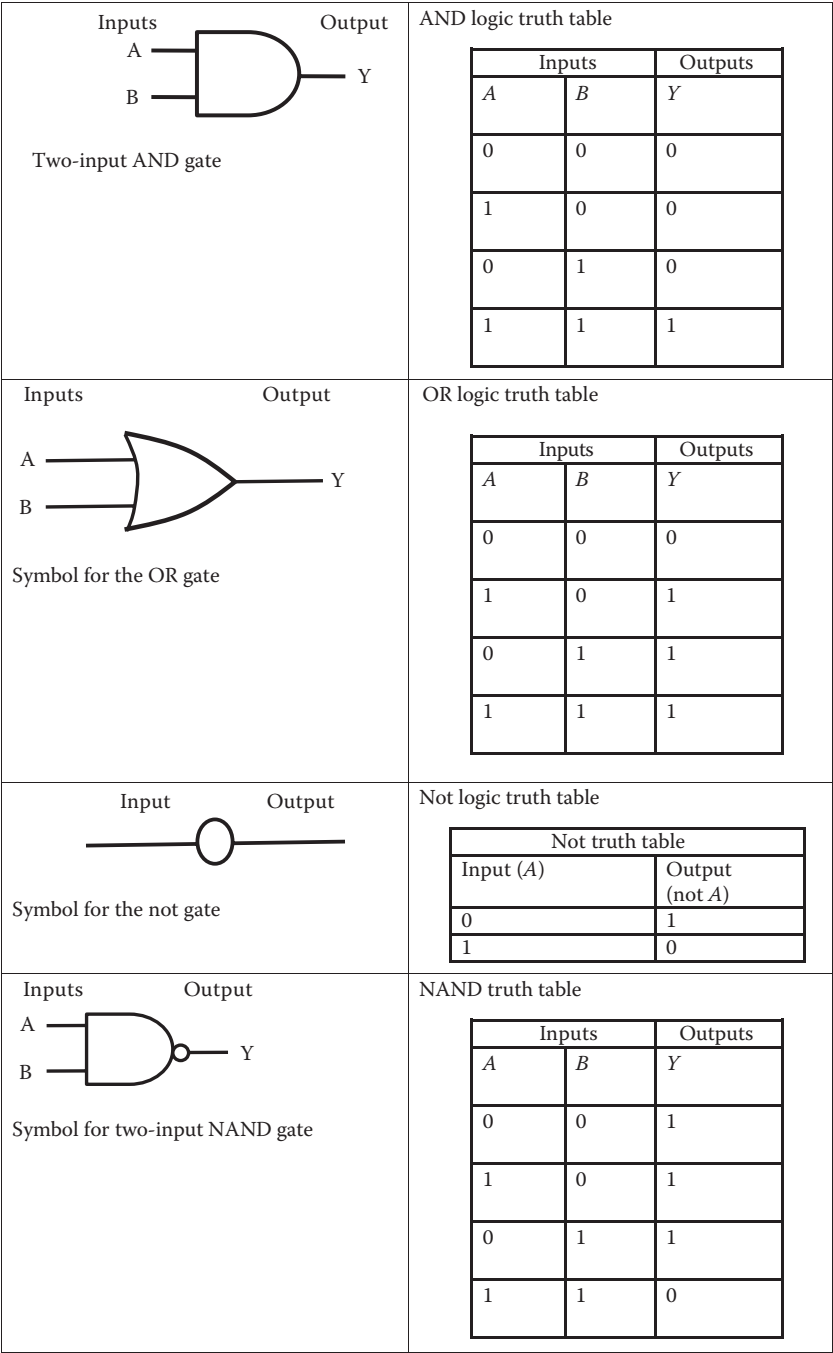 Inputs Output
A
Y
B
Two-input AND gate
AND logic truth table
Inputs Outputs
A B Y
0 0 0
1 0 0
0 1 0
1 1 1
Inputs Output
A
Y
B
Symbol for the OR gate
OR logic truth table
Inputs Outputs
A B Y
0 0 0
1 0 1
0 1 1
1 1 1
Input Output
Symbol for the not gate
Not logic truth table
Not truth table
Input (A) Output
(not A)
0 1
1 0
Inputs Output
A
Y
B
Symbol for two-input NAND gate
NAND truth table
Inputs Outputs
A B Y
0 0 1
1 0 1
0 1 1
1 1 0